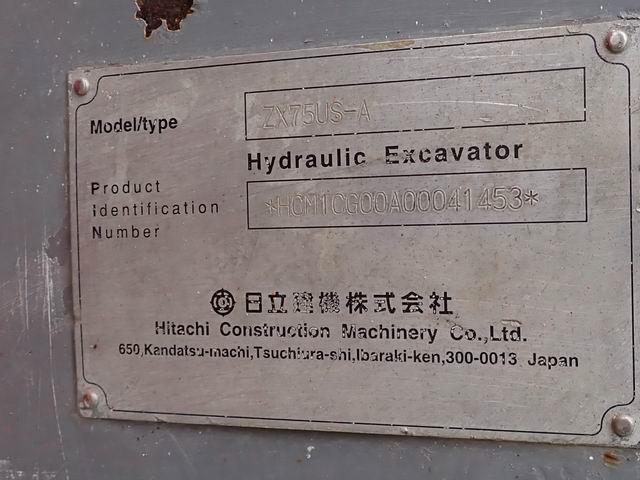 Model/type ZX75US-A
Hydraulic Excavator
Product
Identification
Number
*HCM1CG00A00041453*
日立建機株式会社
Hitachi Construction Machinery Co.,Ltd.
650,Kandatsu-machi,Tsuchiura-shi,Ibaraki-ken,300-0013 Japan